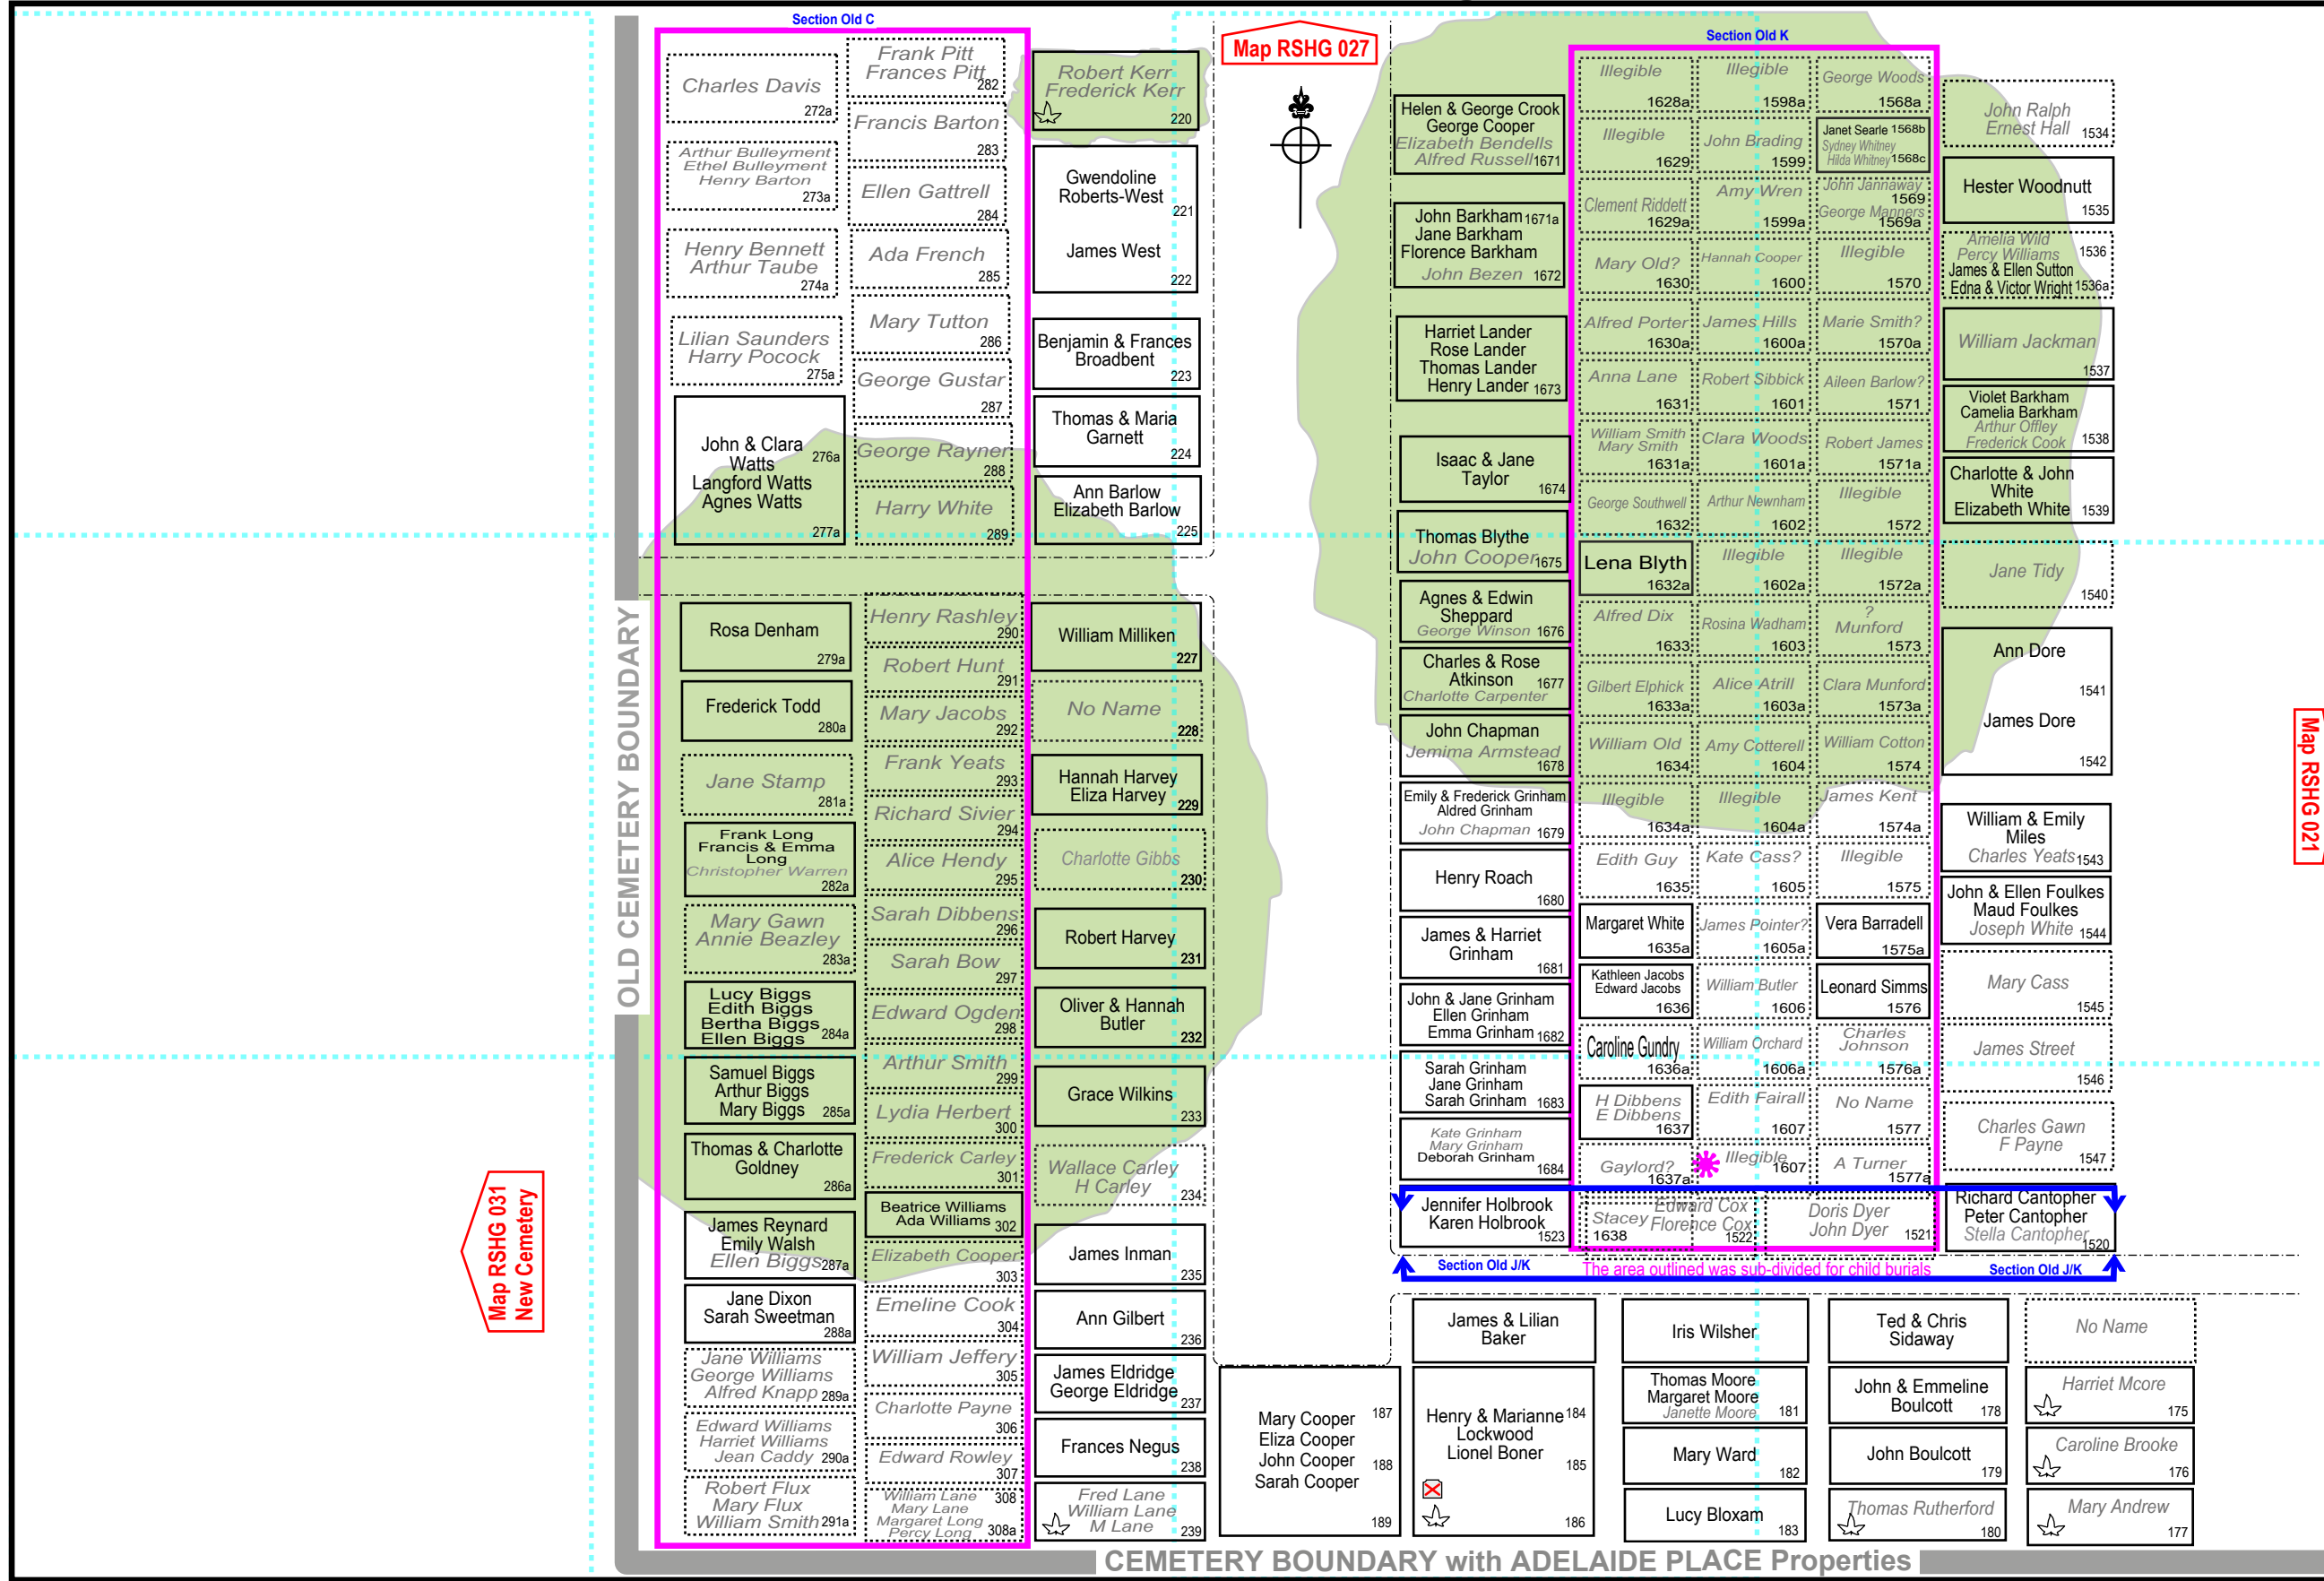 Section Old C
Charles Davis
272a
Arthur Bulleyment
Ethel Bulleyment
Henry Barton
273a
Henry Bennett
Arthur Taube
274a
Lilian Saunders
Harry Pocock
275a
John & Clara
Watts 276a
Langford Watts
Agnes Watts
277a
Rosa Denham
279a
Frederick Todd
280a
Jane Stamp
281a
Frank Long
Francis & Emma
Long
Christopher Warren
282a
Mary Gawn
Annie Beazley
283a
Lucy Biggs
Edith Biggs
Bertha Biggs
Ellen Biggs 284a
Samuel Biggs
Arthur Biggs
Mary Biggs 285a
Thomas & Charlotte
Goldney
286a
James Reynard
Emily Walsh
Ellen Biggs 287a
Jane Dixon
Sarah Sweetman
288a
Jane Williams
George Williams
Alfred Knapp 289a
Edward Williams
Harriet Williams
Jean Caddy 290a
Robert Flux
Mary Flux
William Smith 291a
Frank Pitt
Frances Pitt
282
Francis Barton
283
Ellen Gattrell
284
Ada French
285
Mary Tutton
286
George Gustar
287
George Rayner
288
Harry White
289
Henry Rashley
290
Robert Hunt
291
Mary Jacobs
292
Frank Yeats
293
Richard Sivier
294
Alice Hendy
295
Sarah Dibbens
296
Sarah Bow
297
Edward Ogden
298
Arthur Smith
299
Lydia Herbert
300
Frederick Carley
301
Beatrice Williams
Ada Williams 302
Elizabeth Cooper
303
Emeline Cook
304
William Jeffery
305
Charlotte Payne
306
Edward Rowley
307
William Lane 308
Mary Lane
Margaret Long
Percy Long 308a
Robert Kerr
Frederick Kerr
220
Gwendoline
Roberts-West
221
James West
222
Benjamin & Frances
Broadbent
223
Thomas & Maria
Garnett
224
Ann Barlow
Elizabeth Barlow
225
William Milliken
227
No Name
228
Hannah Harvey
Eliza Harvey 229
Charlotte Gibbs
230
Robert Harvey
231
Oliver & Hannah
Butler
232
Grace Wilkins
233
Wallace Carley
H Carley
234
James Inman
235
Ann Gilbert
236
James Eldridge
George Eldridge
237
Frances Negus
238
Fred Lane
William Lane
M Lane 239
OLD CEMETERY BOUNDARY
Map RSHG 031
New Cemetery
Map RSHG 027
Map RSHG 021
Helen & George Crook
George Cooper
Elizabeth Bendells
Alfred Russell 1671
John Barkham 1671a
Jane Barkham
Florence Barkham
John Bezen 1672
Harriet Lander
Rose Lander
Thomas Lander
Henry Lander 1673
Isaac & Jane
Taylor
1674
Thomas Blythe
John Cooper 1675
Agnes & Edwin
Sheppard
George Winson 1676
Charles & Rose
Atkinson 1677
Charlotte Carpenter
John Chapman
Jemima Armstead
1678
Emily & Frederick Grinham
Aldred Grinham
John Chapman 1679
Henry Roach
1680
James & Harriet
Grinham
1681
John & Jane Grinham
Ellen Grinham
Emma Grinham 1682
Sarah Grinham
Jane Grinham
Sarah Grinham 1683
Kate Grinham
Mary Grinham
Deborah Grinham
1684
Jennifer Holbrook
Karen Holbrook
1523
Section Old K
Illegible
1628a
Illegible
1629
Clement Riddett
1629a
Mary Old?
1630
Alfred Porter
1630a
Anna Lane
1631
William Smith
Mary Smith
1631a
George Southwell
1632
Lena Blyth
1632a
Alfred Dix
1633
Gilbert Elphick
1633a
William Old
1634
Illegible
1634a
Edith Guy
1635
Margaret White
1635a
Kathleen Jacobs
Edward Jacobs
1636
Caroline Gundry
1636a
H Dibbens
E Dibbens
1637
Gaylord?
1637a
Stacey
1638
Illegible
1598a
John Brading
1599
Amy Wren
1599a
Hannah Cooper
1600
James Hills
1600a
Robert Sibbick
1601
Clara Woods
1601a
Arthur Newnham
1602
Illegible
1602a
Rosina Wadham
1603
Alice Atrill
1603a
Amy Cotterell
1604
Illegible
1604a
Kate Cass?
1605
James Pointer?
1605a
William Butler
1606
William Orchard
1606a
Edith Fairall
1607
Illegible
1607
Edward Cox
Florence Cox
1522
George Woods
1568a
Janet Searle 1568b
Sydney Whitney
Hilda Whitney 1568c
John Jannaway
1569
George Manners
1569a
Illegible
1570
Marie Smith?
1570a
Aileen Barlow?
1571
Robert James
1571a
Illegible
1572
Illegible
1572a
?
Munford
1573
Clara Munford
1573a
William Cotton
1574
James Kent
1574a
Illegible
1575
Vera Barradell
1575a
Leonard Simms
1576
Charles
Johnson
1576a
No Name
1577
A Turner
1577a
Doris Dyer
John Dyer 1521
John Ralph
Ernest Hall 1534
Hester Woodnutt
1535
Amelia Wild
Percy Williams 1536
James & Ellen Sutton
Edna & Victor Wright 1536a
William Jackman
1537
Violet Barkham
Camelia Barkham
Arthur Offley
Frederick Cook 1538
Charlotte & John
White
Elizabeth White 1539
Jane Tidy
1540
Ann Dore
1541
James Dore
1542
William & Emily
Miles
Charles Yeats 1543
John & Ellen Foulkes
Maud Foulkes
Joseph White 1544
Mary Cass
1545
James Street
1546
Charles Gawn
F Payne
1547
Richard Cantopher
Peter Cantopher
Stella Cantopher
1520
Section Old J/K
The area outlined was sub-divided for child burials
Section Old J/K
Mary Cooper 187
Eliza Cooper
John Cooper 188
Sarah Cooper
189
James & Lilian
Baker
Henry & Marianne 184
Lockwood
Lionel Boner 185
186
Iris Wilsher
Thomas Moore
Margaret Moore
Janette Moore 181
Mary Ward
182
Lucy Bloxam
183
Ted & Chris
Sidaway
John & Emmeline
Boulcott 178
John Boulcott
179
Thomas Rutherford
180
No Name
Harriet Mcore
175
Caroline Brooke
176
Mary Andrew
177
CEMETERY BOUNDARY with ADELAIDE PLACE Properties